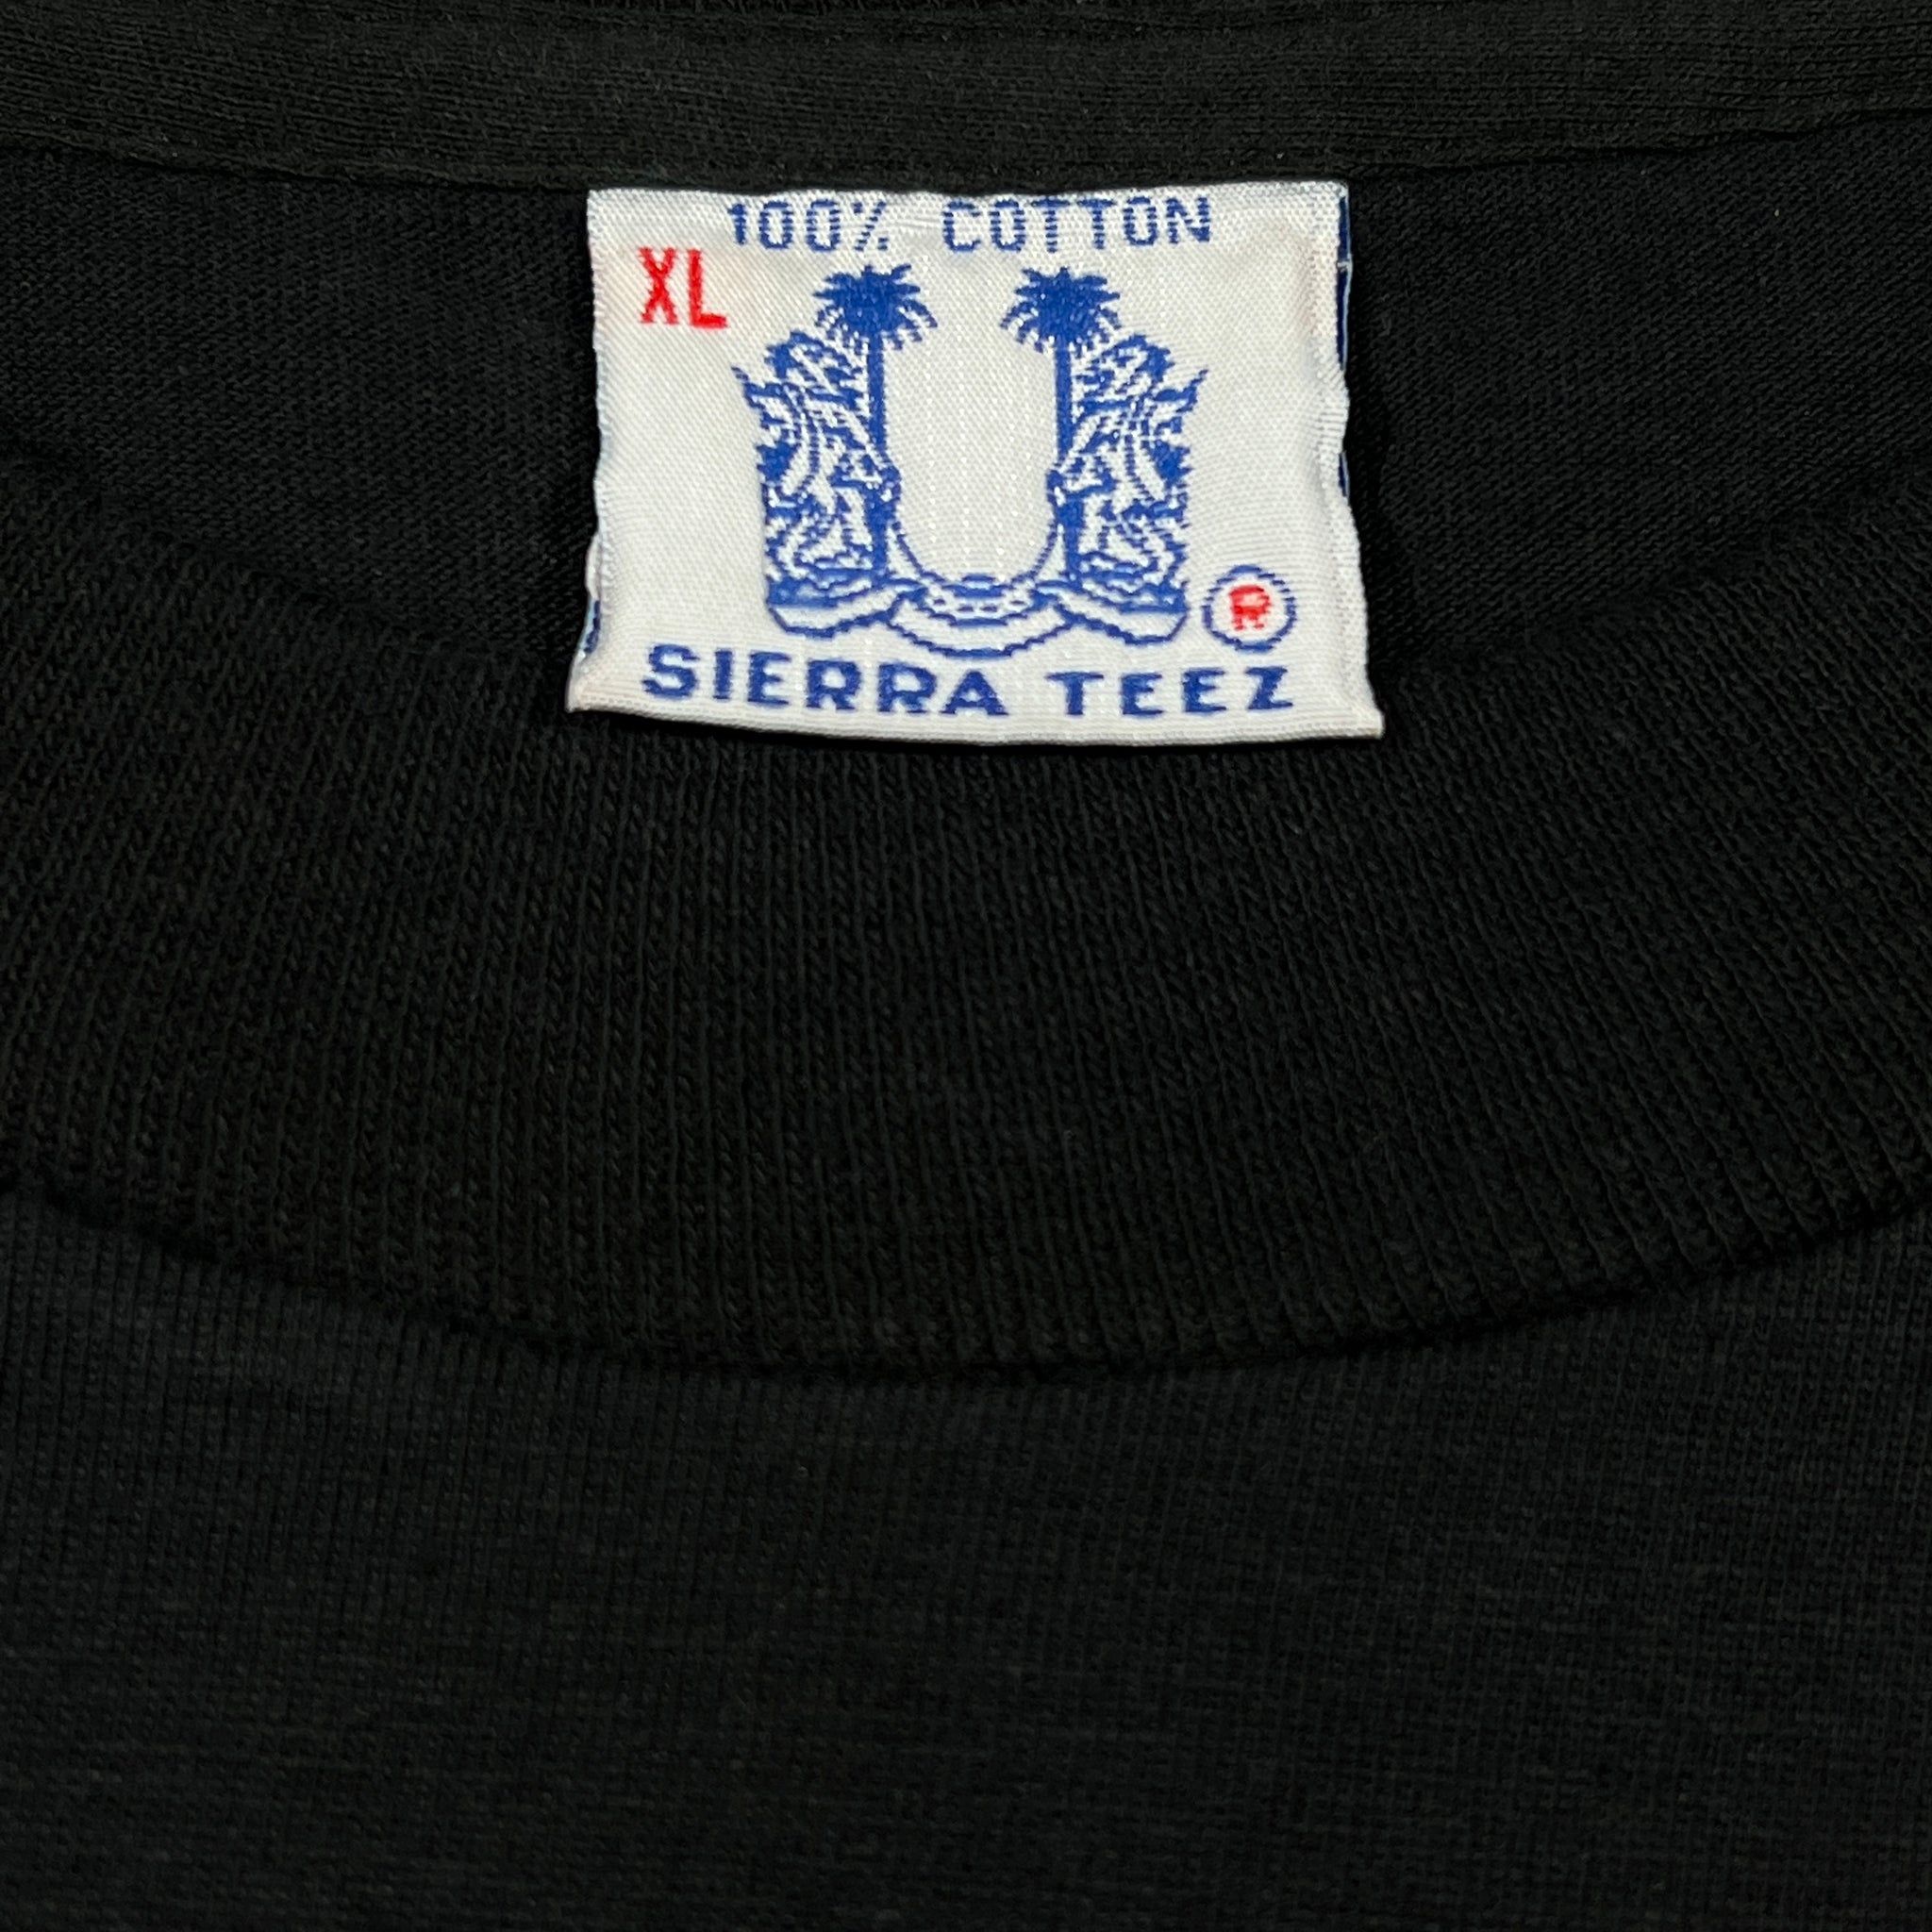 100% COTTON
XL
R
SIERRA TEEZ